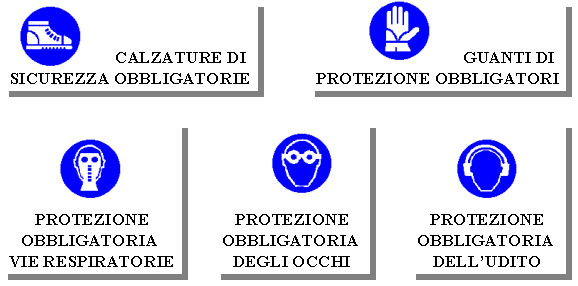 CALZATURE DI
SICUREZZA OBBLIGATORIE
GUANTI DI
PROTEZIONE OBBLIGATORI
PROTEZIONE
OBBLIGATORIA
VIE RESPIRATORIE
PROTEZIONE
OBBLIGATORIA
DEGLI OCCHI
PROTEZIONE
OBBLIGATORIA
DELL'UDITO